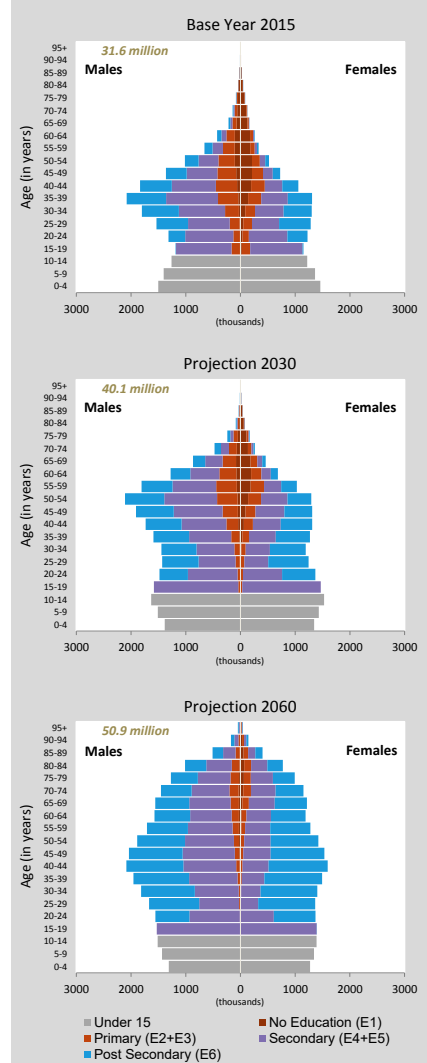 Base Year 2015
31.6 million
Males
Females
Age (in years)
95+
90-94
85-89
80-84
75-79
70-74
65-69
60-64
55-59
50-54
45-49
40-44
35-39
30-34
25-29
20-24
15-19
10-14
5-9
0-4
3000 2000 1000 0 1000 2000 3000
(thousands)
Projection 2030
40.1 million
Males
Females
Age (in years)
95+
90-94
85-89
80-84
75-79
70-74
65-69
60-64
55-59
50-54
45-49
40-44
35-39
30-34
25-29
20-24
15-19
10-14
5-9
0-4
3000 2000 1000 0 1000 2000 3000
(thousands)
Projection 2060
50.9 million
Males
Females
Age (in years)
95+
90-94
85-89
80-84
75-79
70-74
65-69
60-64
55-59
50-54
45-49
40-44
35-39
30-34
25-29
20-24
15-19
10-14
5-9
0-4
3000 2000 1000 0 1000 2000 3000
(thousands)
Under 15
No Education (E1)
Primary (E2+E3)
Secondary (E4+E5)
Post Secondary (E6)